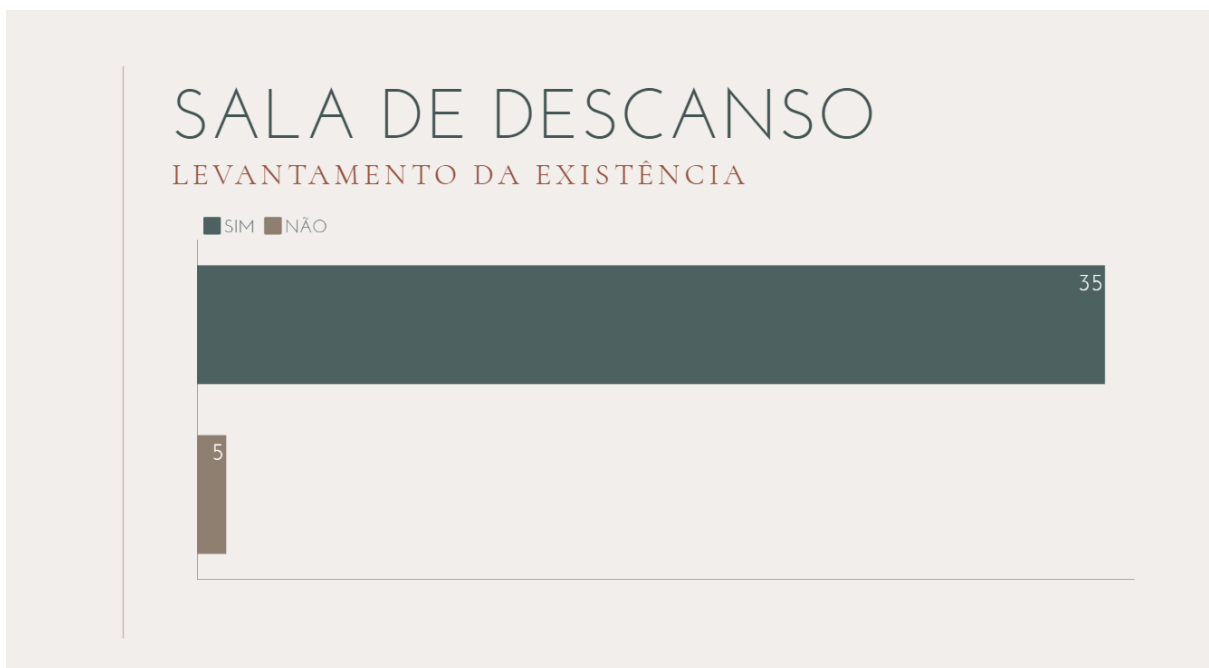 SALA DE DESCANSO
LEVANTAMENTO DA EXISTÊNCIA
SIM NÃO
35
5